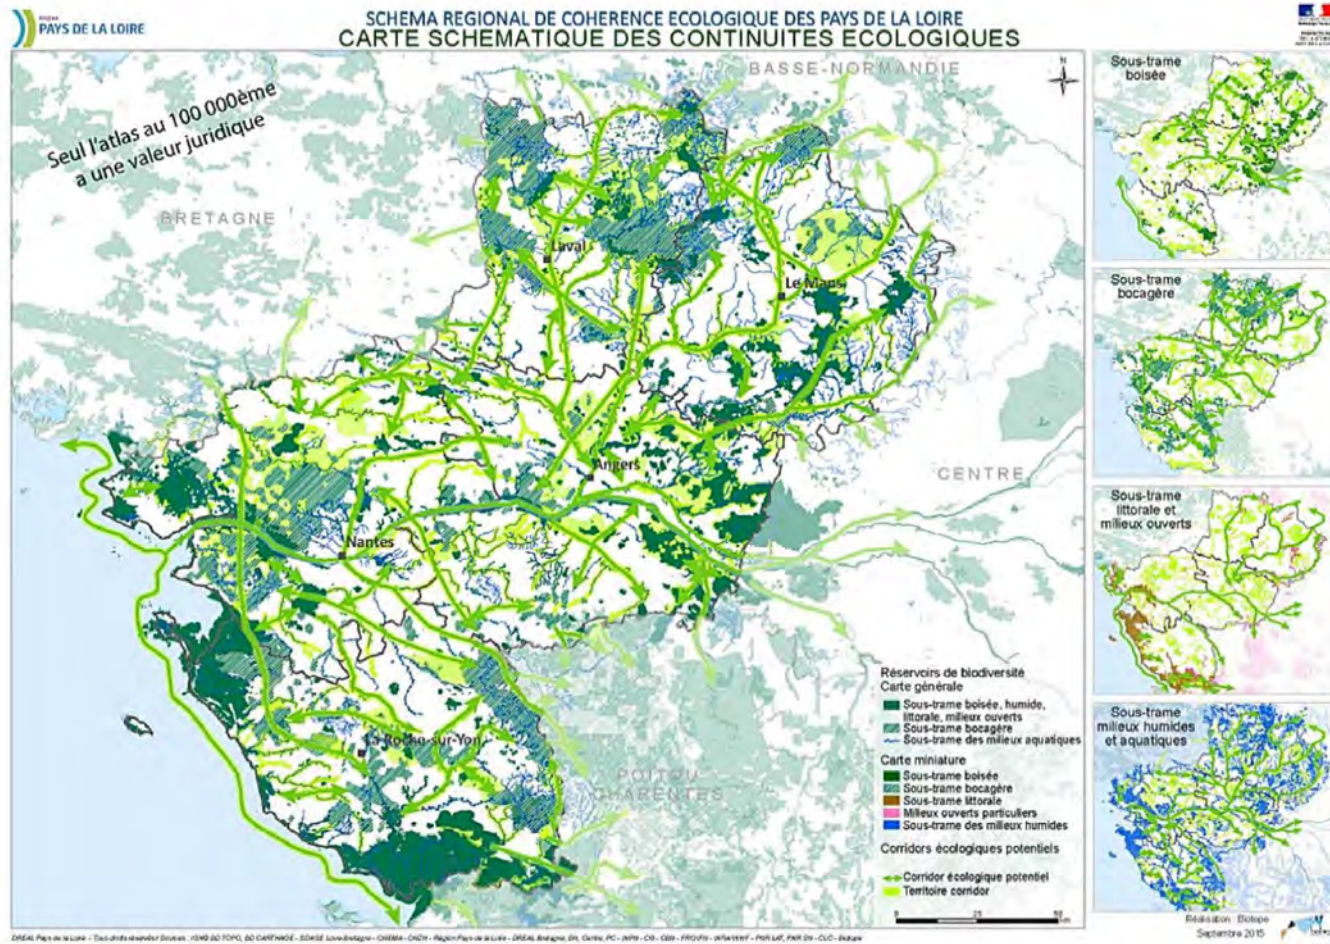 PAYS DE LA LOIRE
SCHEMA REGIONAL DE COHERENCE ECOLOGIQUE DES PAYS DE LA LOIRE
CARTE SCHEMATIQUE DES CONTINUITES ECOLOGIQUES
Seul l'atlas au 100 000ème
a une valeur juridique
BASSE-NORMANDIE
N
BRETAGNE
Laval
Le Mans
Angers
CENTRE
Nantes
La Roche-sur-Yon
POITOU
CHARENTES
Réservoirs de biodiversité
Carte générale
Sous-trame boisée, humide,
littorale, milieux ouverts
Sous-trame bocagère
Sous-trame des milieux aquatiques
Carte miniature
Sous-trame boisée
Sous-trame bocagère
Sous-trame littorale
Milieux ouverts particuliers
Sous-trame des milieux humides
Corridors écologiques potentiels
Corridor écologique potentiel
Territoire corridor
0 25 50
Sous-trame
boisée
Sous-trame
bocagère
Sous-trame
littorale et
milieux ouverts
Sous-trame
milieux humides
et aquatiques
Réalisation : Biotope
Septembre 2015